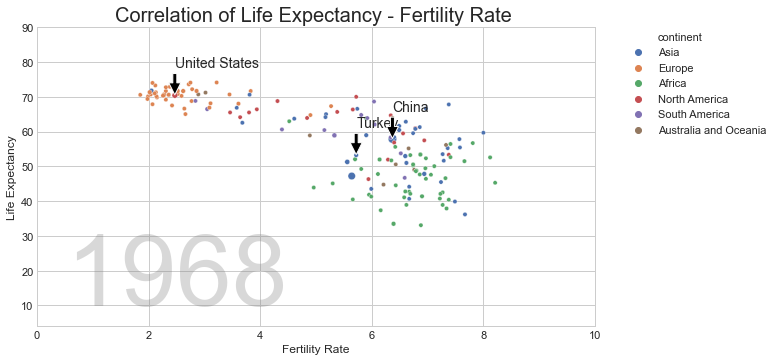 Correlation of Life Expectancy - Fertility Rate
90
80
70
60
50
40
30
20
10
Life Expectancy
United States
China
Turkey
1968
0
2
4
6
8
10
Fertility Rate
continent
Asia
Europe
Africa
North America
South America
Australia and Oceania